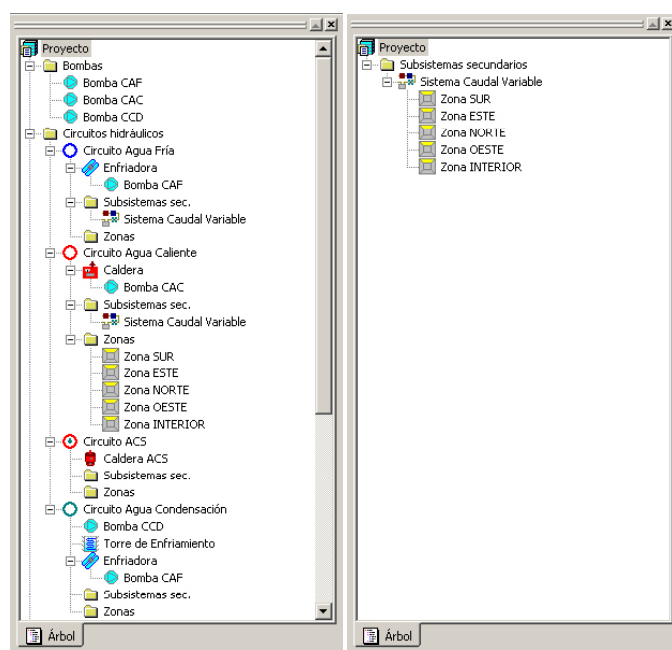 Proyecto
Bombas
Bomba CAF
Bomba CAC
Bomba CCD
Circuitos hidráulicos
Circuito Agua Fría
Enfriadora
Bomba CAF
Subsistemas sec.
Sistema Caudal Variable
Zonas
Circuito Agua Caliente
Caldera
Bomba CAC
Subsistemas sec.
Sistema Caudal Variable
Zonas
Zona SUR
Zona ESTE
Zona NORTE
Zona OESTE
Zona INTERIOR
Circuito ACS
Caldera ACS
Subsistemas sec.
Zonas
Circuito Agua Condensación
Bomba CCD
Torre de Enfriamiento
Enfriadora
Bomba CAF
Subsistemas sec.
Zonas
Árbol
Proyecto
Subsistemas secundarios
Sistema Caudal Variable
Zona SUR
Zona ESTE
Zona NORTE
Zona OESTE
Zona INTERIOR
Árbol